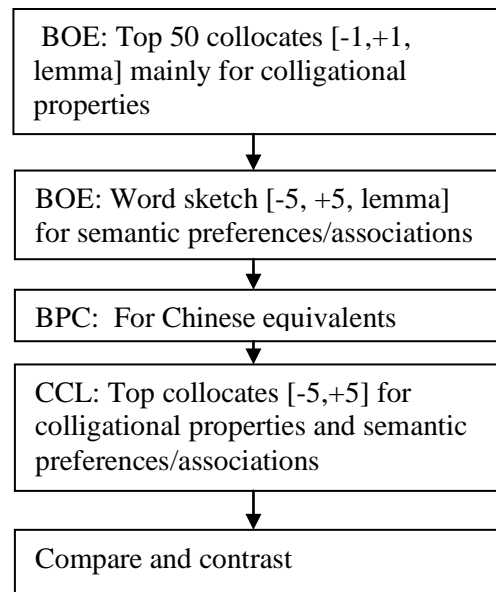 BOE: Top 50 collocates [-1,+1,
lemma] mainly for colligational
properties
BOE: Word sketch [-5, +5, lemma]
for semantic preferences/associations
BPC:  For Chinese equivalents
CCL: Top collocates [-5,+5] for
colligational properties and semantic
preferences/associations
Compare and contrast